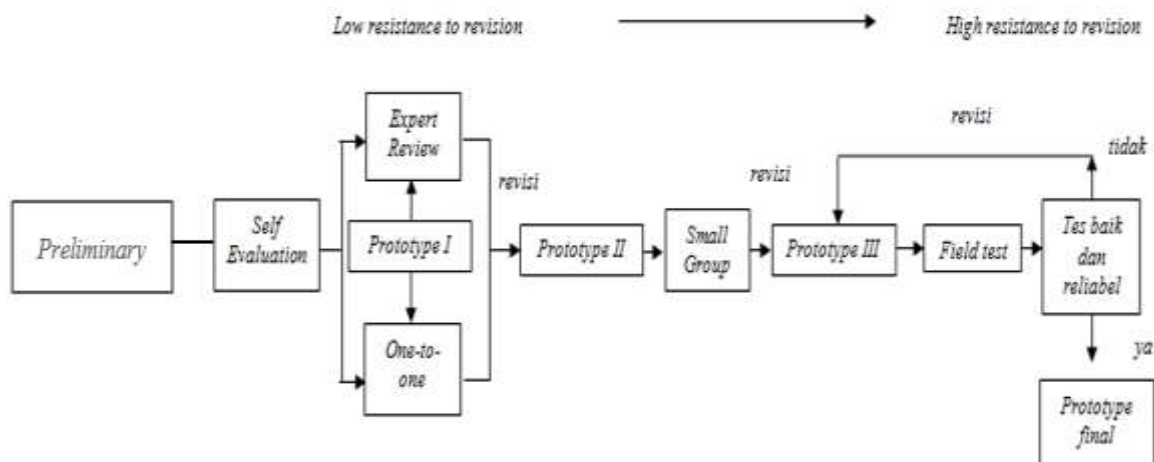 Low resistance to revision
High resistance to revision
Expert
Review
revisi
revisi
revisi
tidak
Preliminary
Self
Evaluation
Prototype I
Prototype II
Small
Group
Prototype III
Field test
Tes baik
dan
reliabel
One-to-
one
ya
Prototype
final